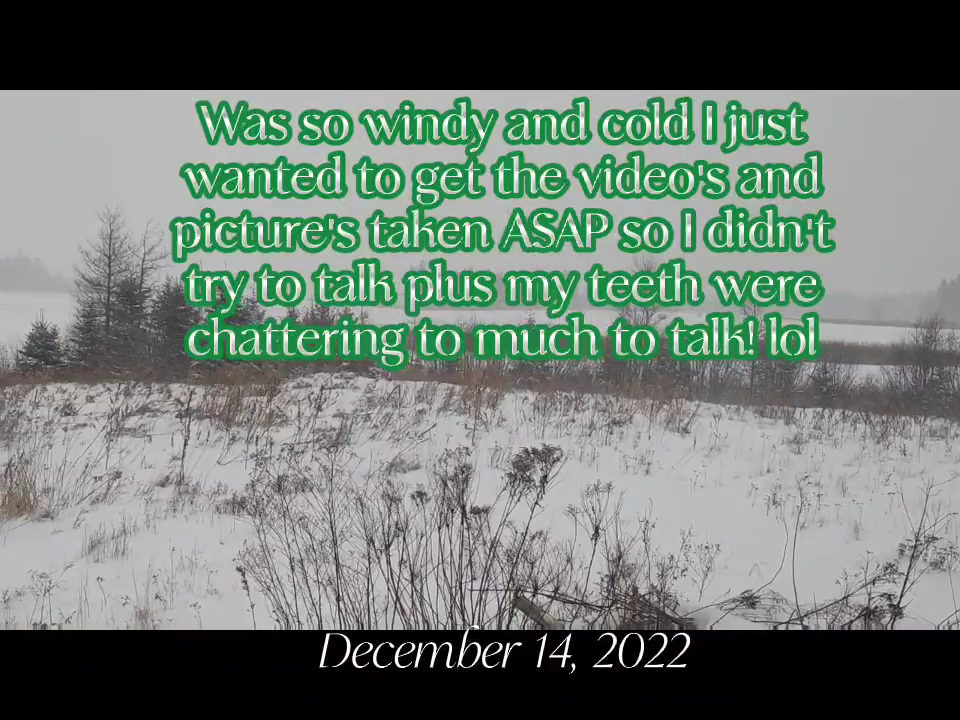 Was so windy and cold I just
wanted to get the video's and
picture's taken ASAP so I didn't
try to talk plus my teeth were
chattering to much to talk! lol
December 14, 2022